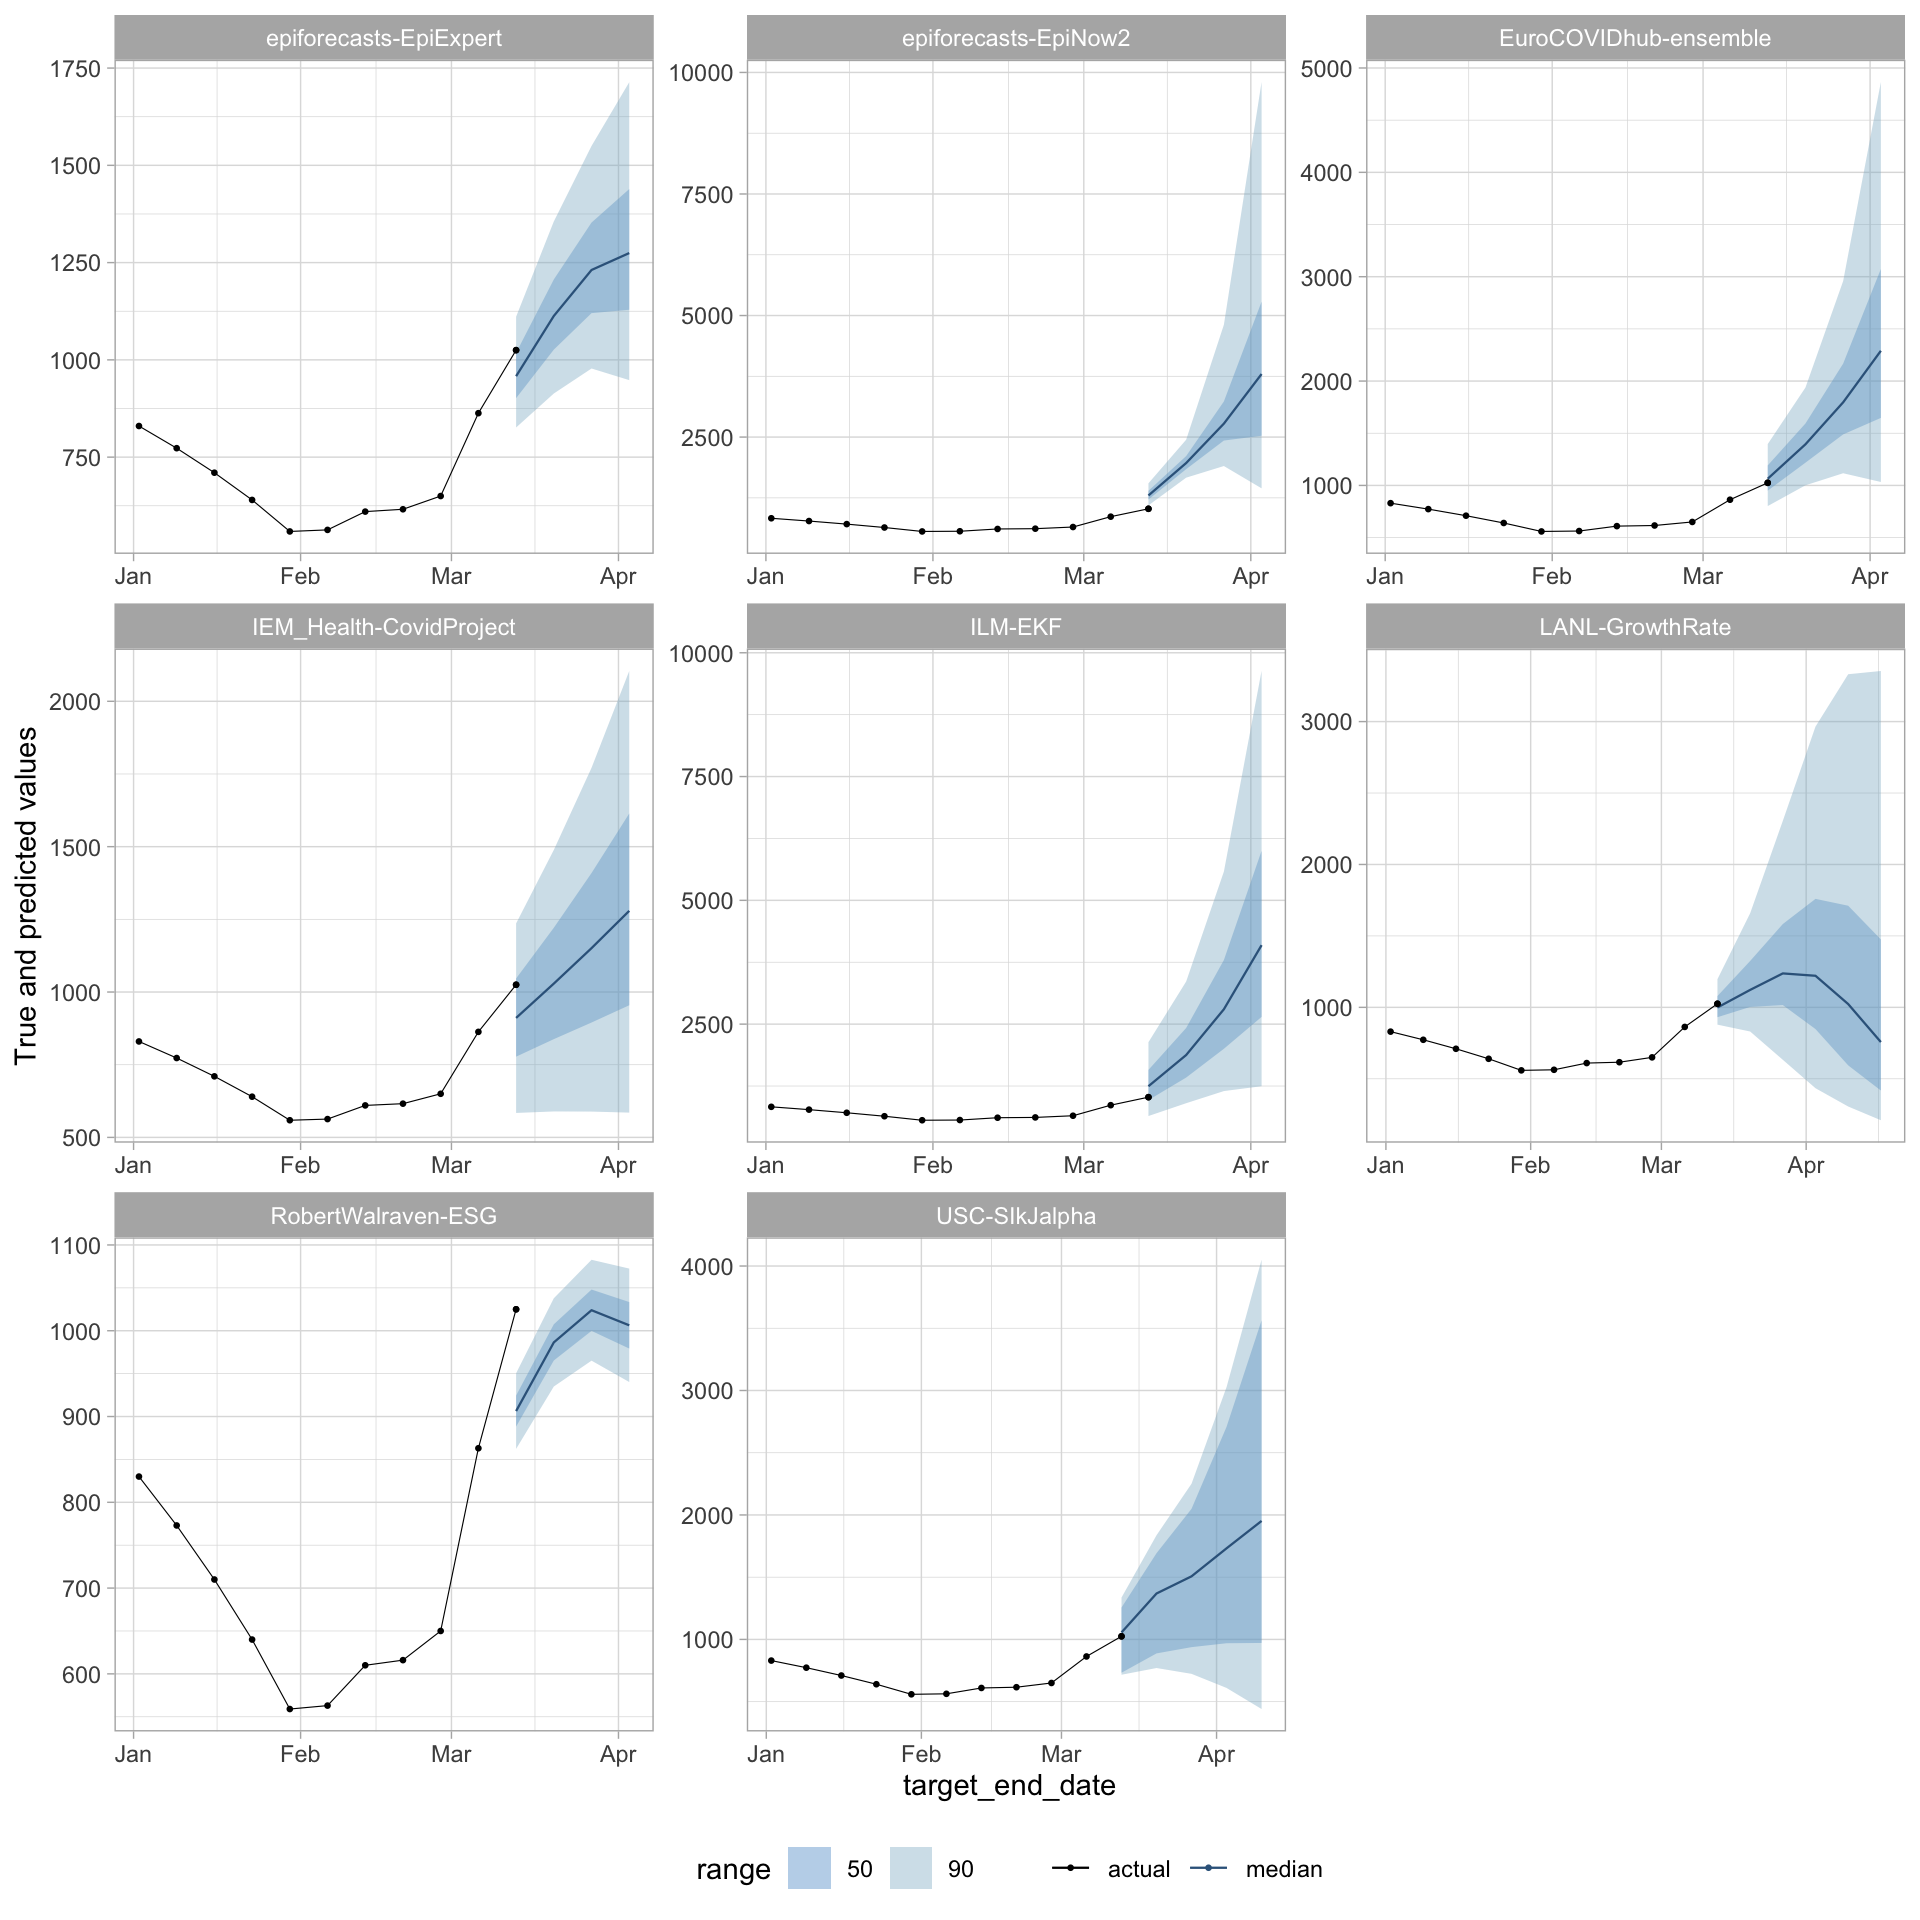 epiforecasts-EpiExpert
epiforecasts-EpiNow2
EuroCOVIDhub-ensemble
1750
1500
1250
1000
750
10000
7500
5000
2500
5000
4000
3000
2000
1000
Jan Feb Mar Apr
Jan Feb Mar Apr
Jan Feb Mar Apr
IEM_Health-CovidProject
ILM-EKF
LANL-GrowthRate
True and predicted values
2000
1500
1000
500
10000
7500
5000
2500
3000
2000
1000
Jan Feb Mar Apr
Jan Feb Mar Apr
Jan Feb Mar Apr
RobertWalraven-ESG
USC-SIkJalpha
1100
1000
900
800
700
600
4000
3000
2000
1000
Jan Feb Mar Apr
Jan Feb Mar Apr
target_end_date
range 50 90 actual median